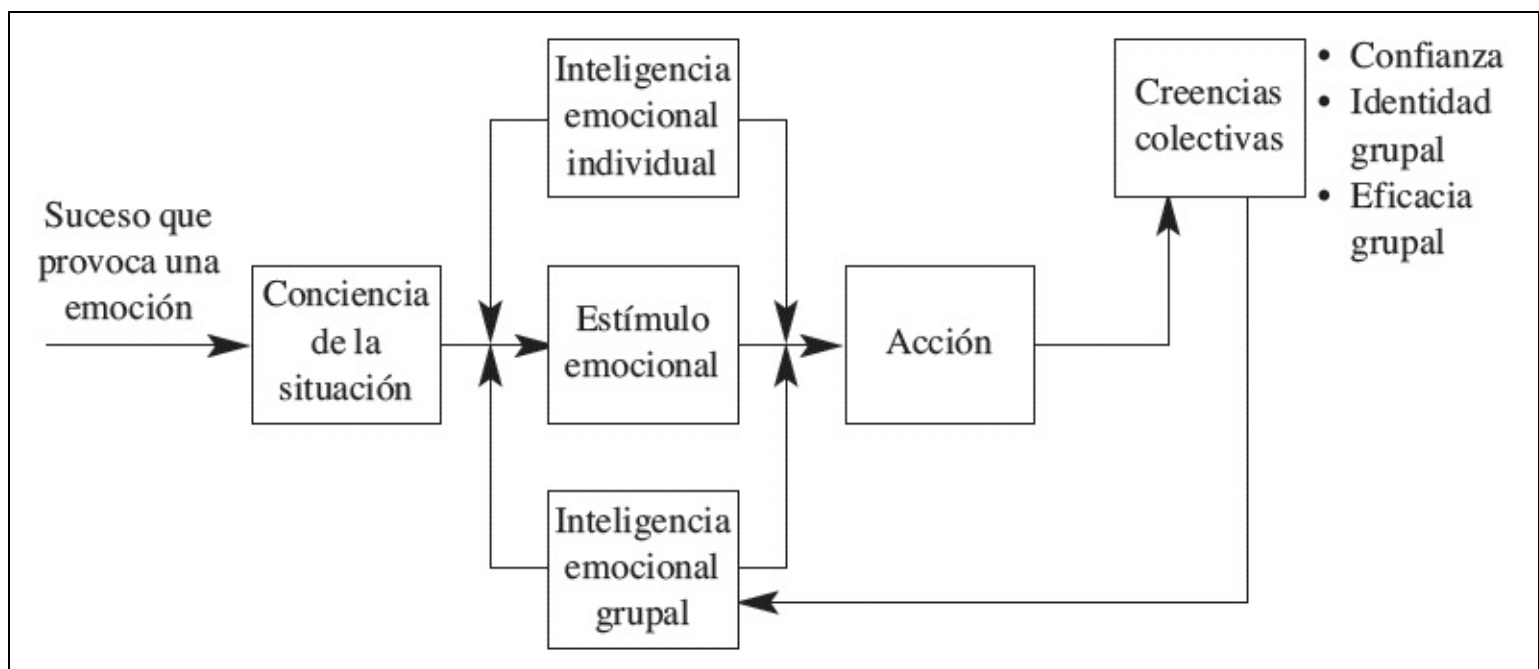 Suceso que
provoca una
emoción
Conciencia
de la
situación
Inteligencia
emocional
individual
Estímulo
emocional
Inteligencia
emocional
grupal
Acción
Creencias
colectivas
• Confianza
• Identidad
grupal
• Eficacia
grupal